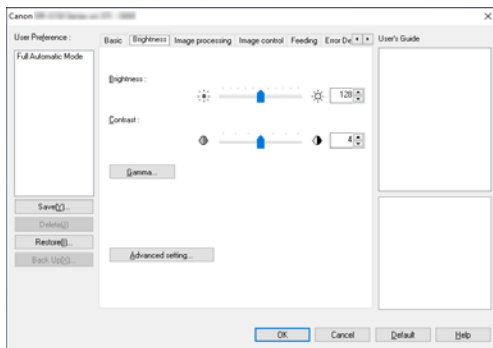 Canon
User Preference :
Full Automatic Mode
Save(Y)...
Delete(J)
Restore(I)...
Back Up(X)...
Basic
Brightness
Image processing
Image control
Feeding
Error De
Brightness :
128
Contrast :
4
Gamma...
Advanced setting...
User's Guide
OK
Cancel
Default
Help